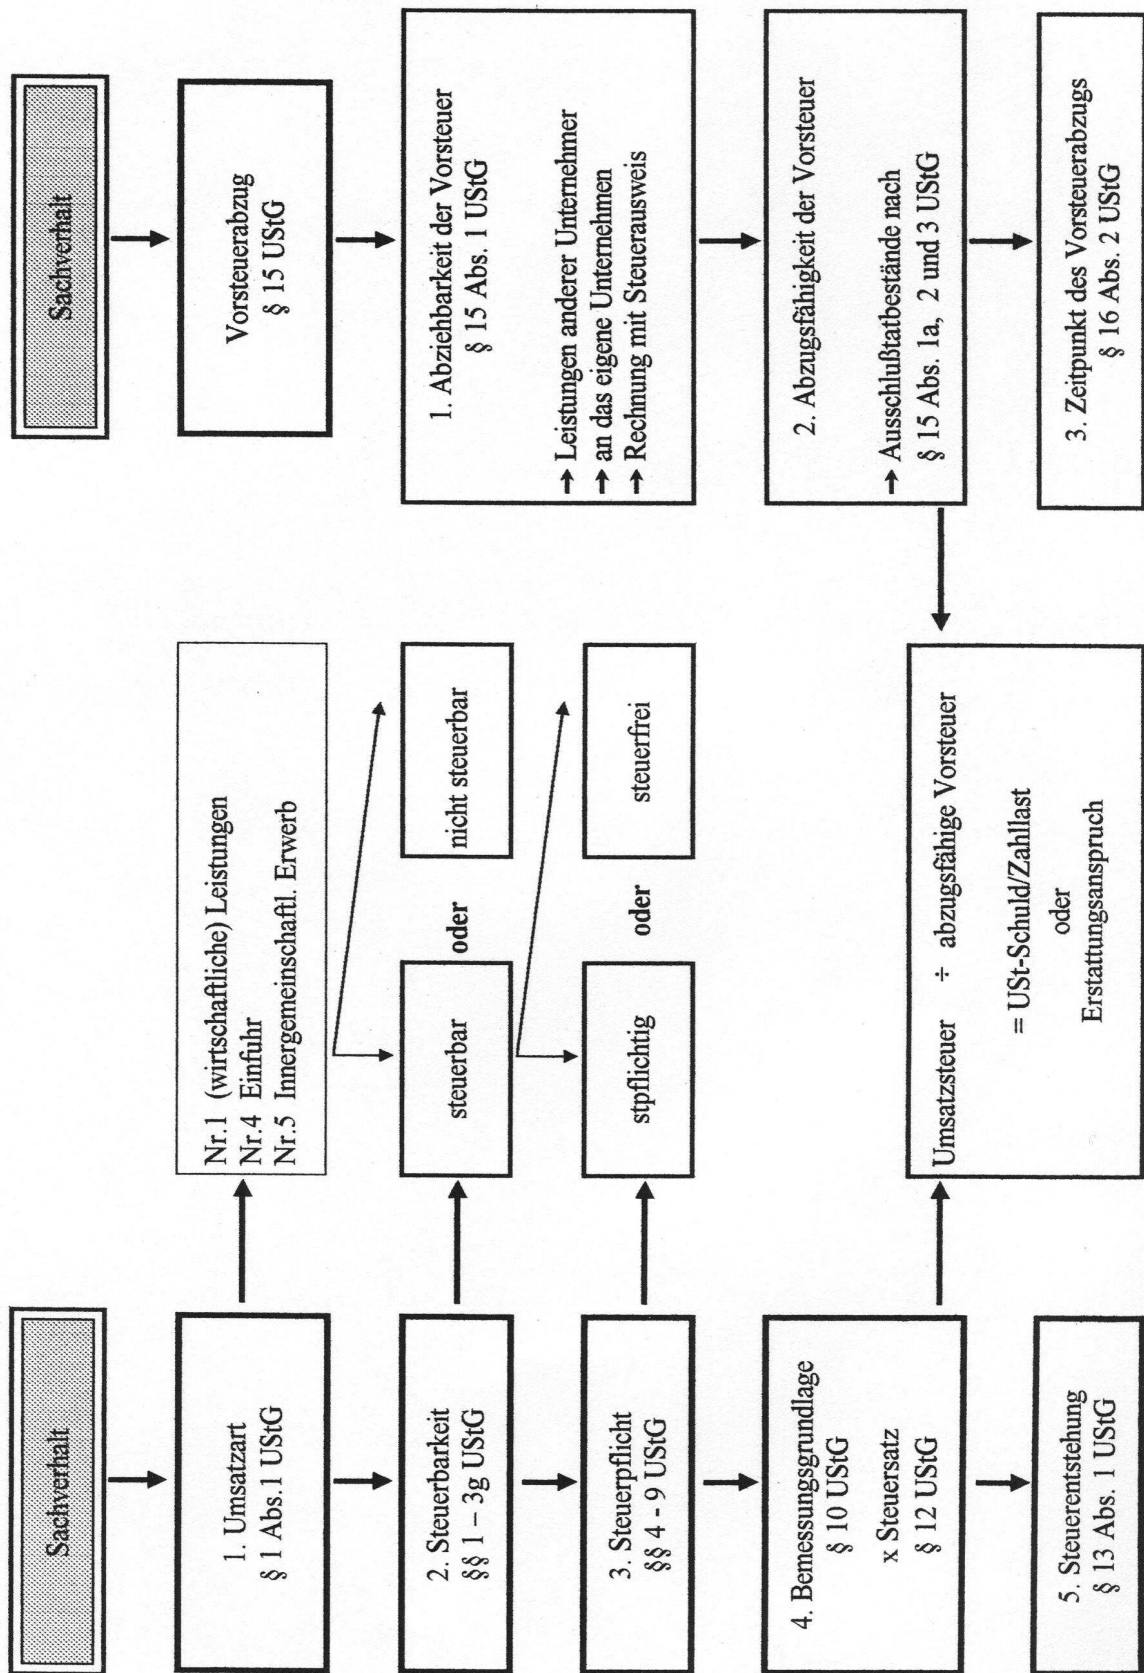 Sachverhalt
1. Umsatzart
§ 1 Abs.1 UStG
2. Steuerbarkeit
§§ 1 – 3g UStG
3. Steuerpflicht
§§ 4 - 9 UStG
4. Bemessungsgrundlage
§ 10 UStG
x Steuersatz
§ 12 UStG
5. Steuerentstehung
§ 13 Abs. 1 UStG
Nr.1 (wirtschaftliche) Leistungen
Nr.4 Einfuhr
Nr.5 Innergemeinschaftl. Erwerb
steuerbar oder nicht steuerbar
stpflichtig oder steuerfrei
Umsatzsteuer ÷ abzugsfähige Vorsteuer
= USt-Schuld/Zahllast
oder
Erstattungsanspruch
Sachverhalt
Vorsteuerabzug
§ 15 UStG
1. Abziehbarkeit der Vorsteuer
§ 15 Abs. 1 UStG
→ Leistungen anderer Unternehmer
→ an das eigene Unternehmen
→ Rechnung mit Steuerausweis
2. Abzugsfähigkeit der Vorsteuer
→ Ausschlußtatbestände nach
§ 15 Abs. 1a, 2 und 3 UStG
3. Zeitpunkt des Vorsteuerabzugs
§ 16 Abs. 2 UStG